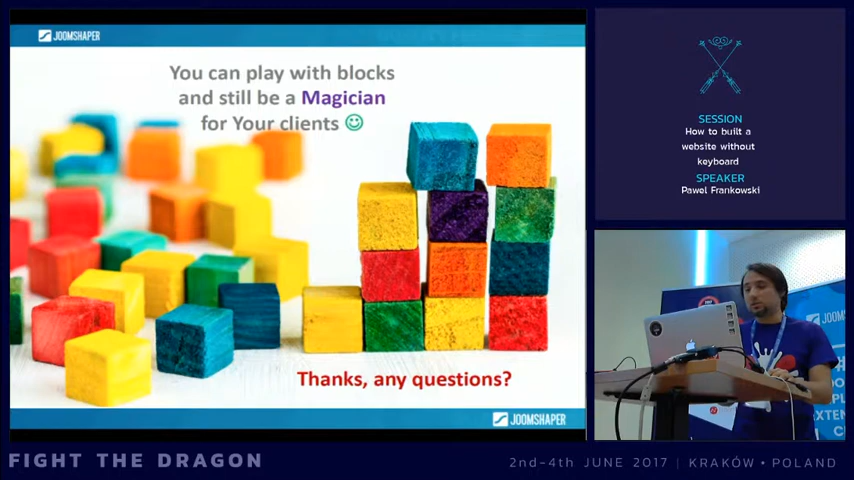 JOOMSHAPER
You can play with blocks
and still be a Magician
for Your clients
Thanks, any questions?
JOOMSHAPER
SESSION
How to built a
website without
keyboard
SPEAKER
Pawel Frankowski
JOOMS
FIGHT THE DRAGON
2nd-4th JUNE 2017 | KRAKÓW • POLAND